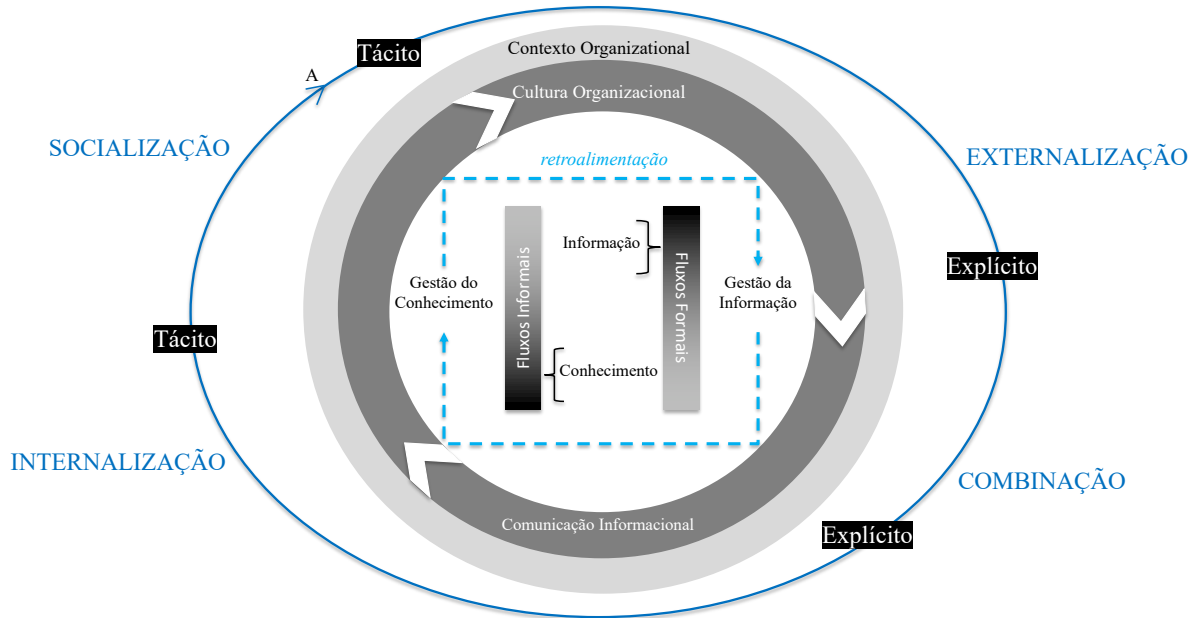 Tácito
Contexto Organizational
A
Cultura Organizacional
SOCIALIZAÇÃO
EXTERNALIZAÇÃO
retroalimentação
Informação
Fluxos Informais
Fluxos Formais
Explícito
Gestão do
Conhecimento
Gestão da
Informação
Tácito
Conhecimento
INTERNALIZAÇÃO
COMBINAÇÃO
Comunicação Informacional
Explícito